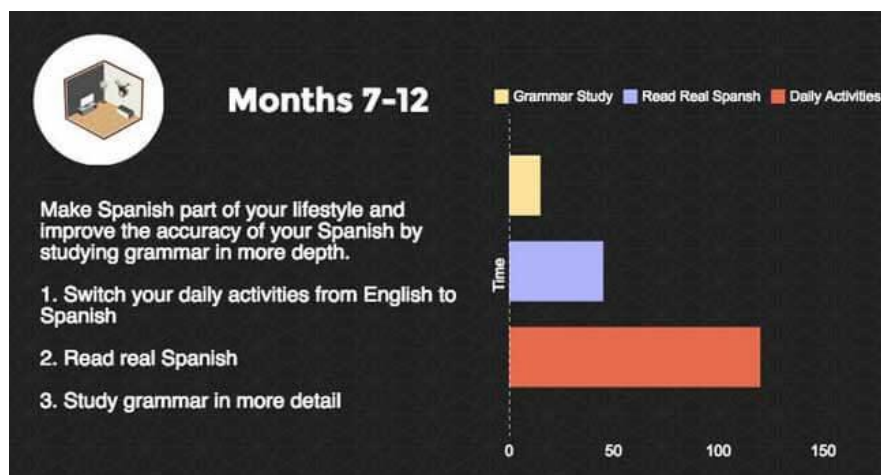 Months 7-12
Make Spanish part of your lifestyle and
improve the accuracy of your Spanish by
studying grammar in more depth.
1. Switch your daily activities from English to
Spanish
2. Read real Spanish
3. Study grammar in more detail
Grammar Study Read Real Spansh Daily Activities
Time
0 50 100 150